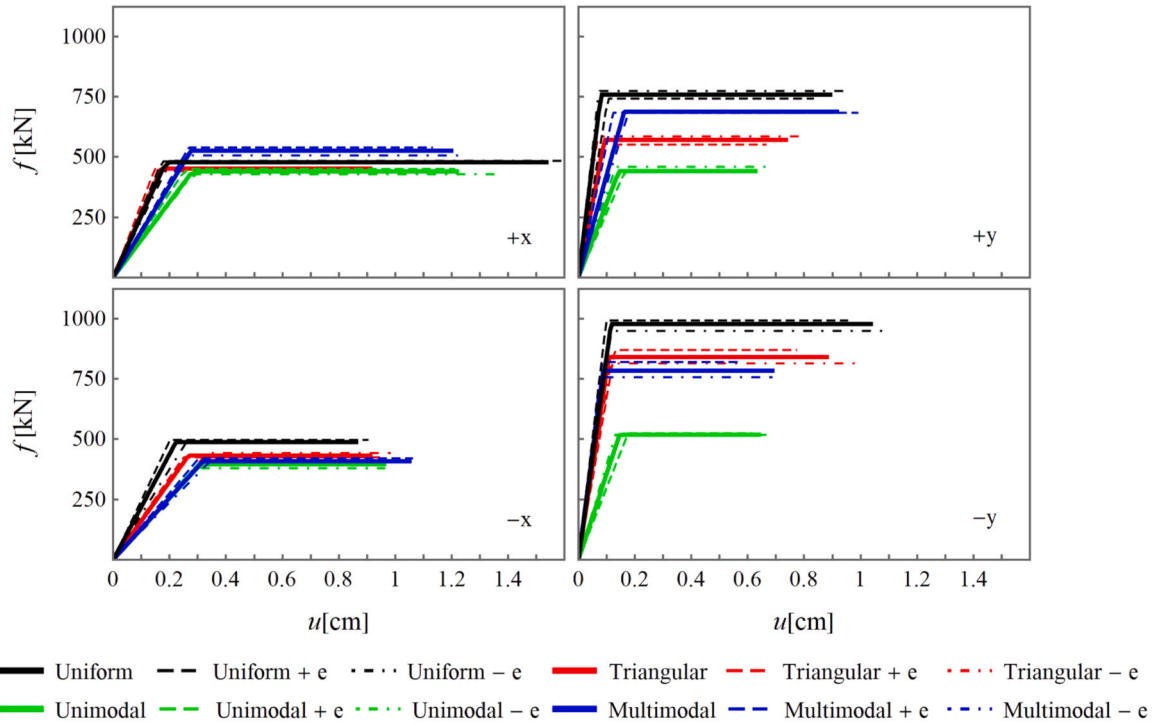 1000
750
500
250
f [kN]
+x
+y
1000
750
500
250
f [kN]
−x
−y
0 0.2 0.4 0.6 0.8 1 1.2 1.4
0 0.2 0.4 0.6 0.8 1 1.2 1.4
u[cm]
u[cm]
Uniform Uniform + e Uniform − e Triangular Triangular + e Triangular − e
Unimodal Unimodal + e Unimodal − e Multimodal Multimodal + e Multimodal − e